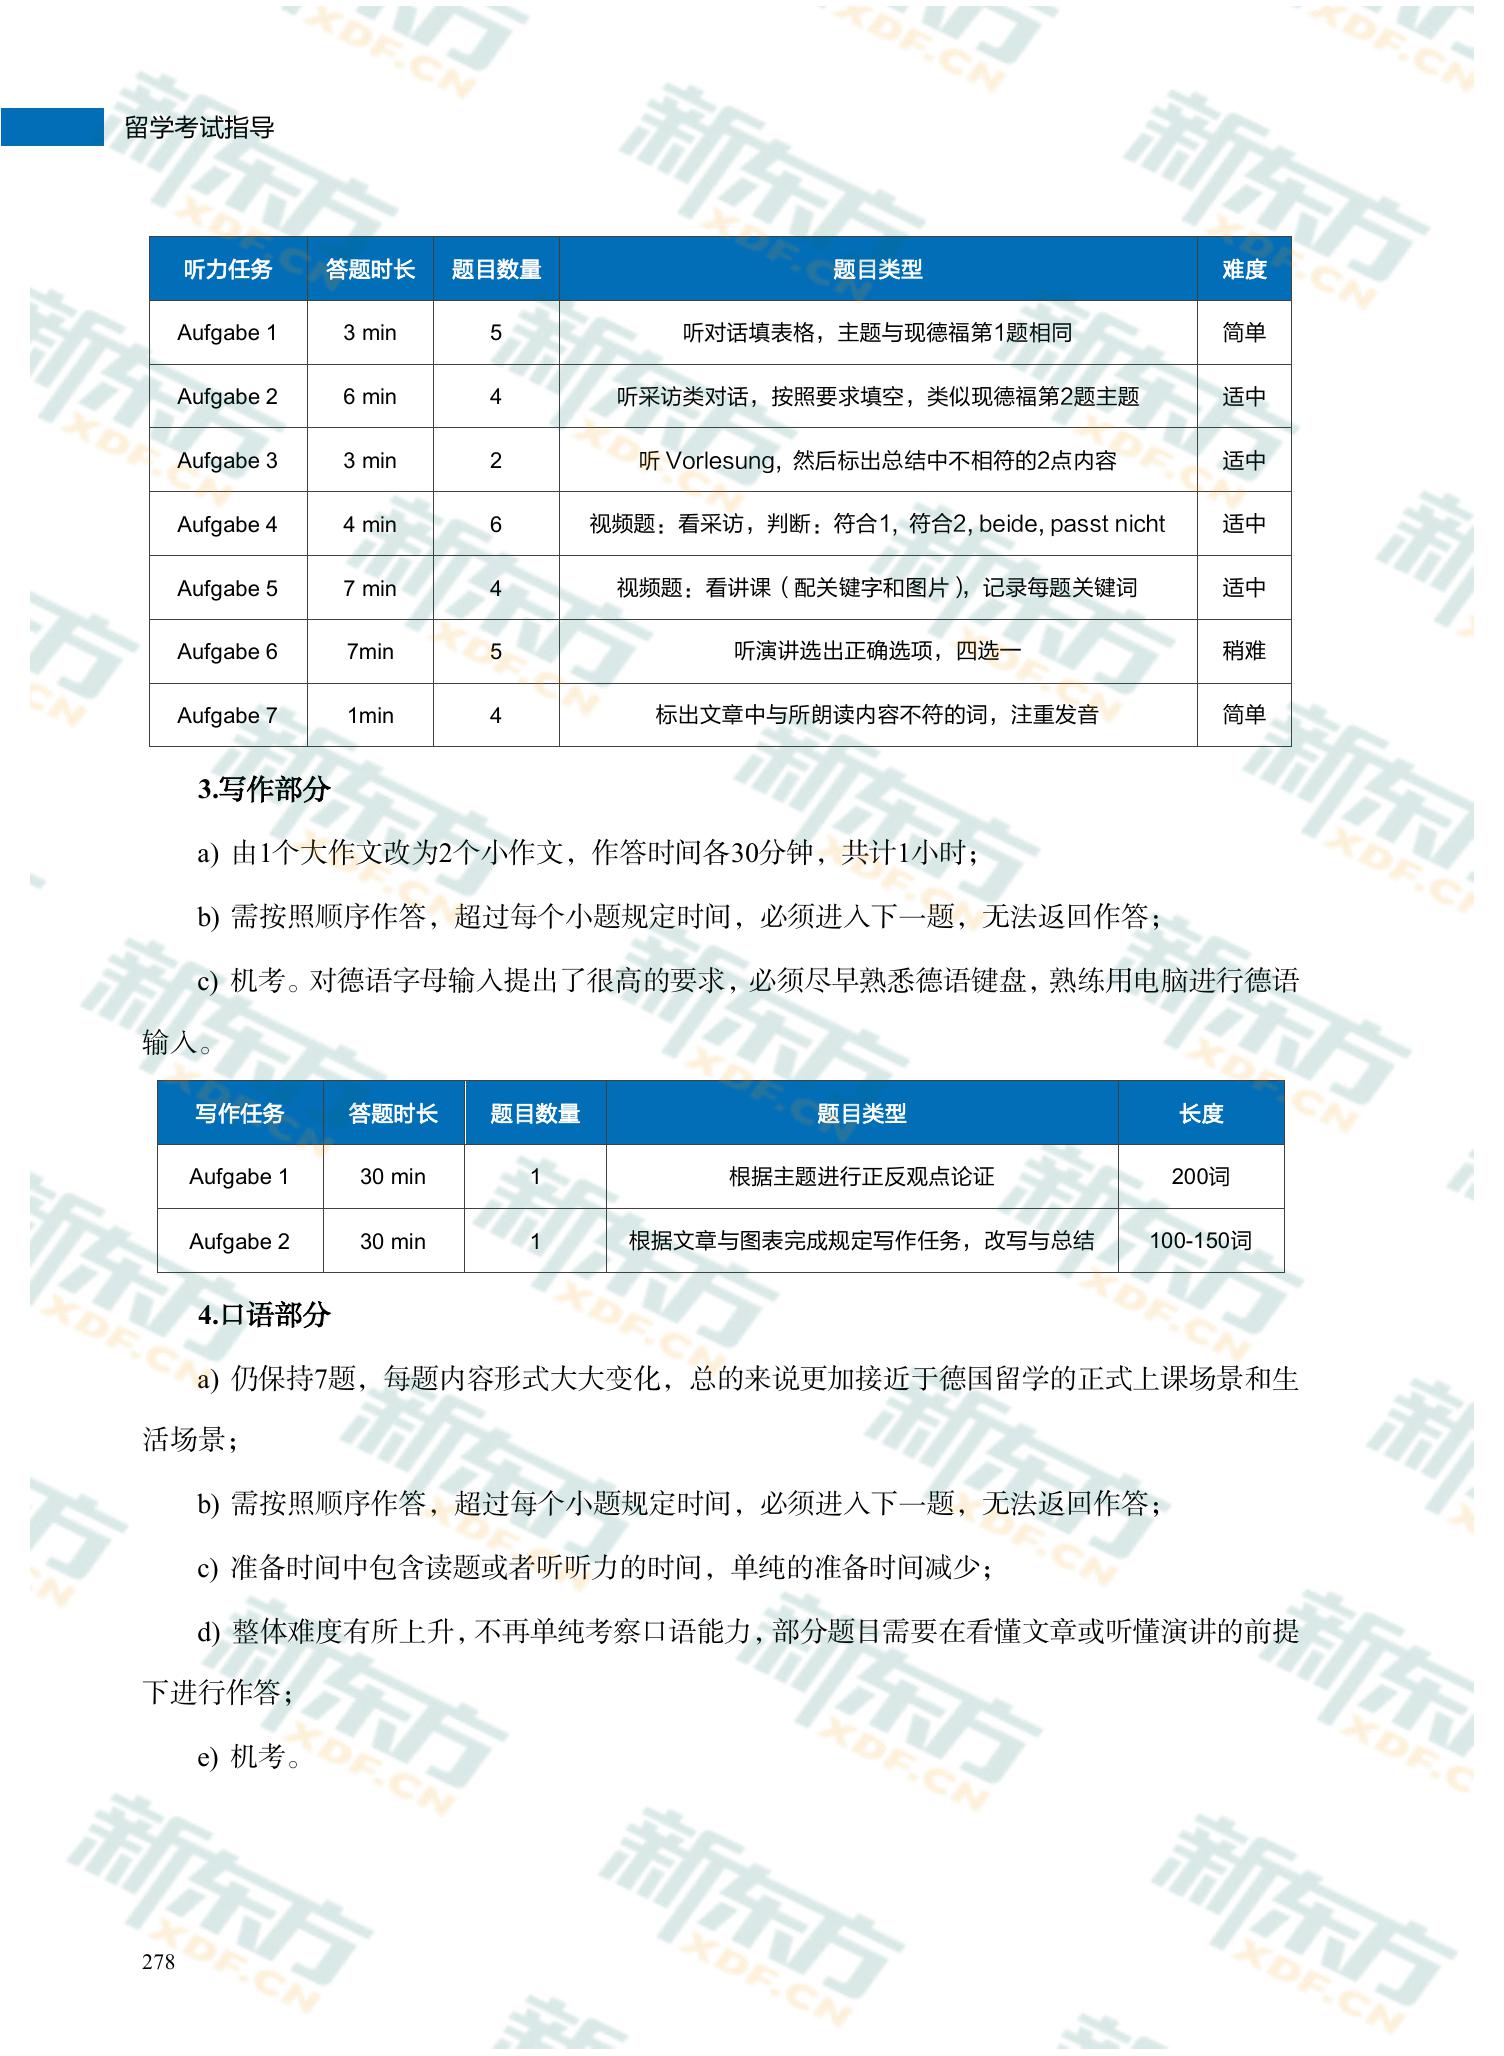 留学考试指导
听力任务 答题时长 题目数量 题目类型 难度
Aufgabe 1 3 min 5 听对话填表格，主题与现德福第1题相同 简单
Aufgabe 2 6 min 4 听采访类对话，按照要求填空，类似现德福第2题主题 适中
Aufgabe 3 3 min 2 听 Vorlesung, 然后标出总结中不相符的2点内容 适中
Aufgabe 4 4 min 6 视频题：看采访，判断：符合1, 符合2, beide, passt nicht 适中
Aufgabe 5 7 min 4 视频题：看讲课（配关键字和图片），记录每题关键词 适中
Aufgabe 6 7min 5 听演讲选出正确选项，四选一 稍难
Aufgabe 7 1min 4 标出文章中与所朗读内容不符的词，注重发音 简单
3.写作部分
a) 由1个大作文改为2个小作文，作答时间各30分钟，共计1小时；
b) 需按照顺序作答，超过每个小题规定时间，必须进入下一题，无法返回作答；
c) 机考。对德语字母输入提出了很高的要求，必须尽早熟悉德语键盘，熟练用电脑进行德语
输入。
写作任务 答题时长 题目数量 题目类型 长度
Aufgabe 1 30 min 1 根据主题进行正反观点论证 200词
Aufgabe 2 30 min 1 根据文章与图表完成规定写作任务，改写与总结 100-150词
4.口语部分
a) 仍保持7题，每题内容形式大大变化，总的来说更加接近于德国留学的正式上课场景和生
活场景；
b) 需按照顺序作答，超过每个小题规定时间，必须进入下一题，无法返回作答；
c) 准备时间中包含读题或者听听力的时间，单纯的准备时间减少；
d) 整体难度有所上升，不再单纯考察口语能力，部分题目需要在看懂文章或听懂演讲的前提
下进行作答；
e) 机考。
278
新东方
XDF.CN